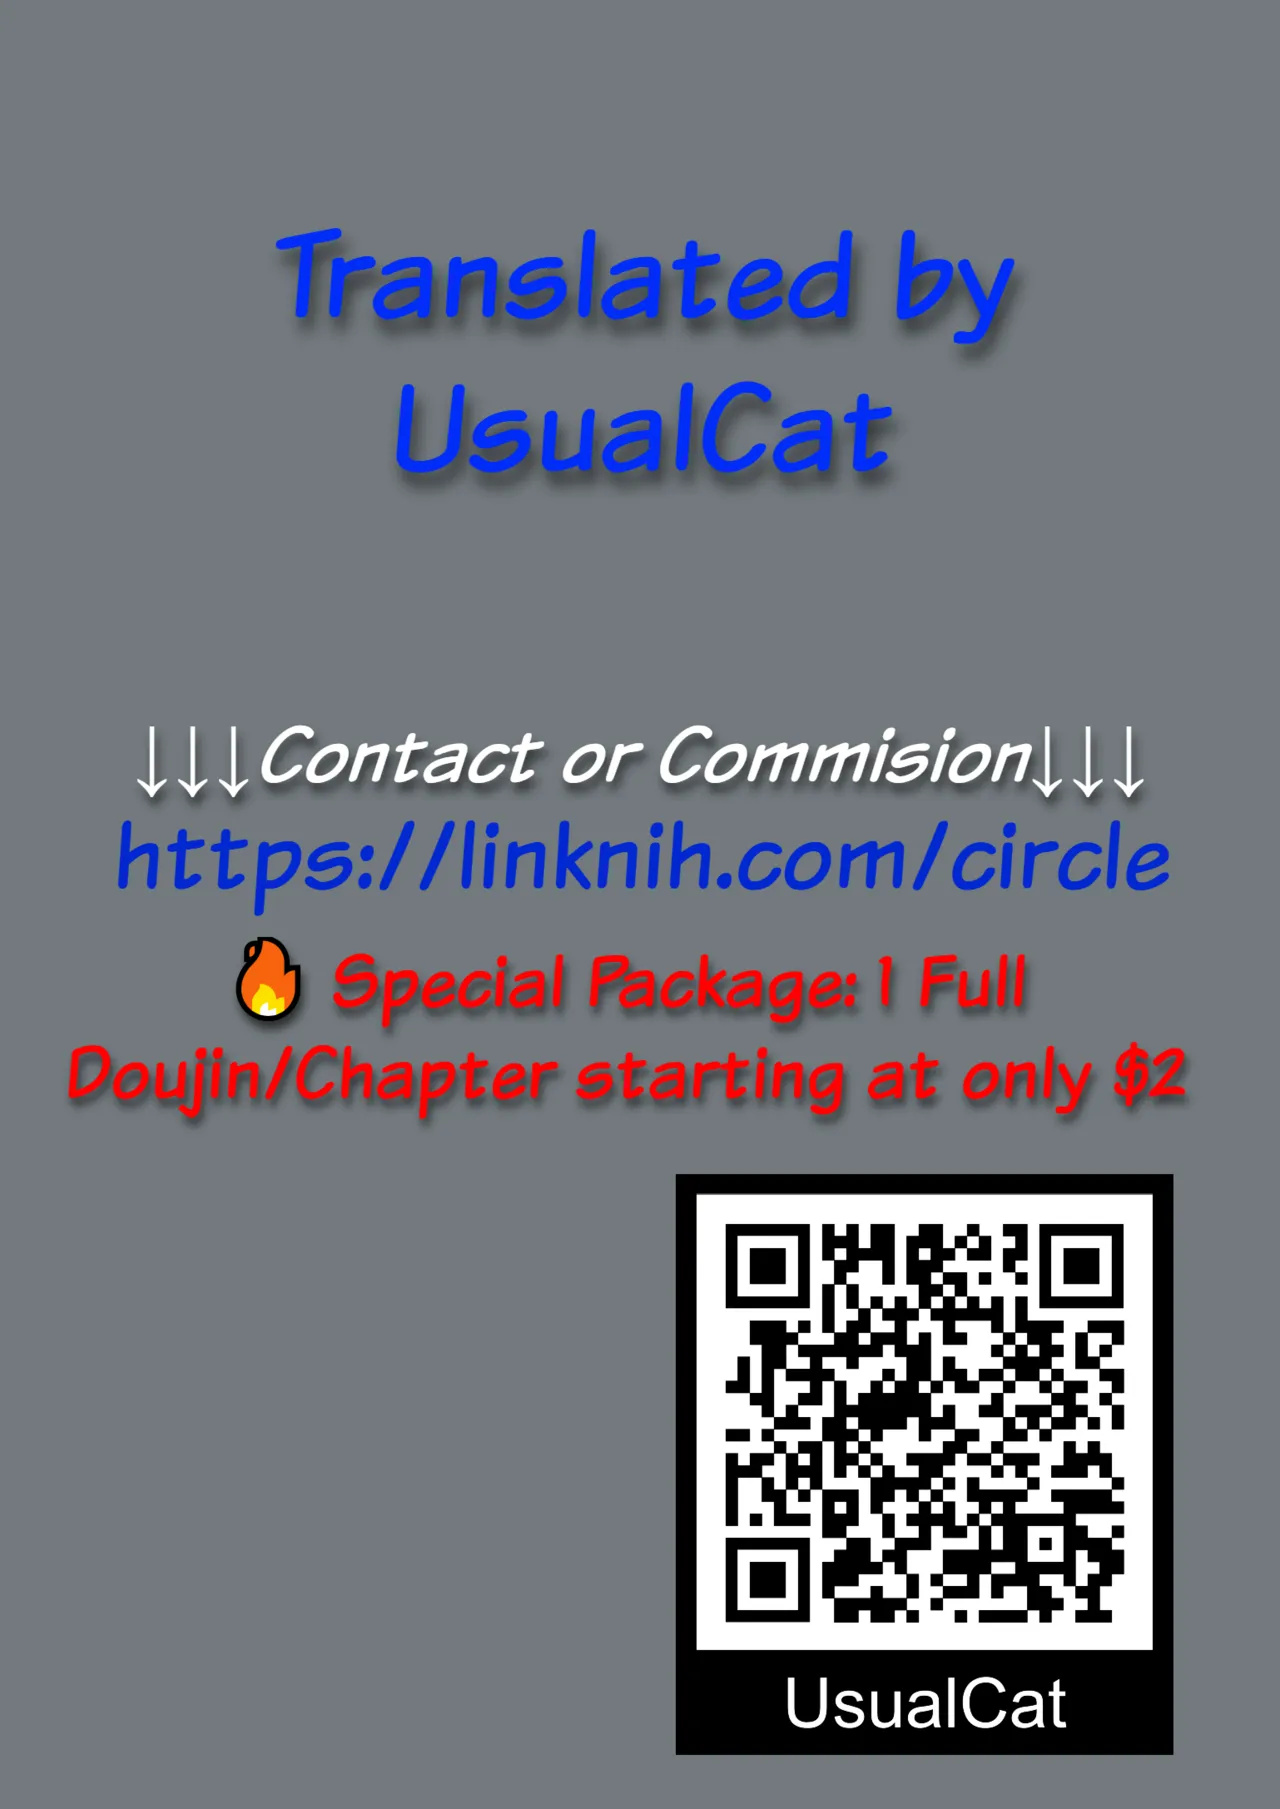 Translated by
UsualCat
↓↓↓Contact or Commision↓↓↓
https://linknih.com/circle
🔥 Special Package: 1 Full
Doujin/Chapter starting at only $2
UsualCat